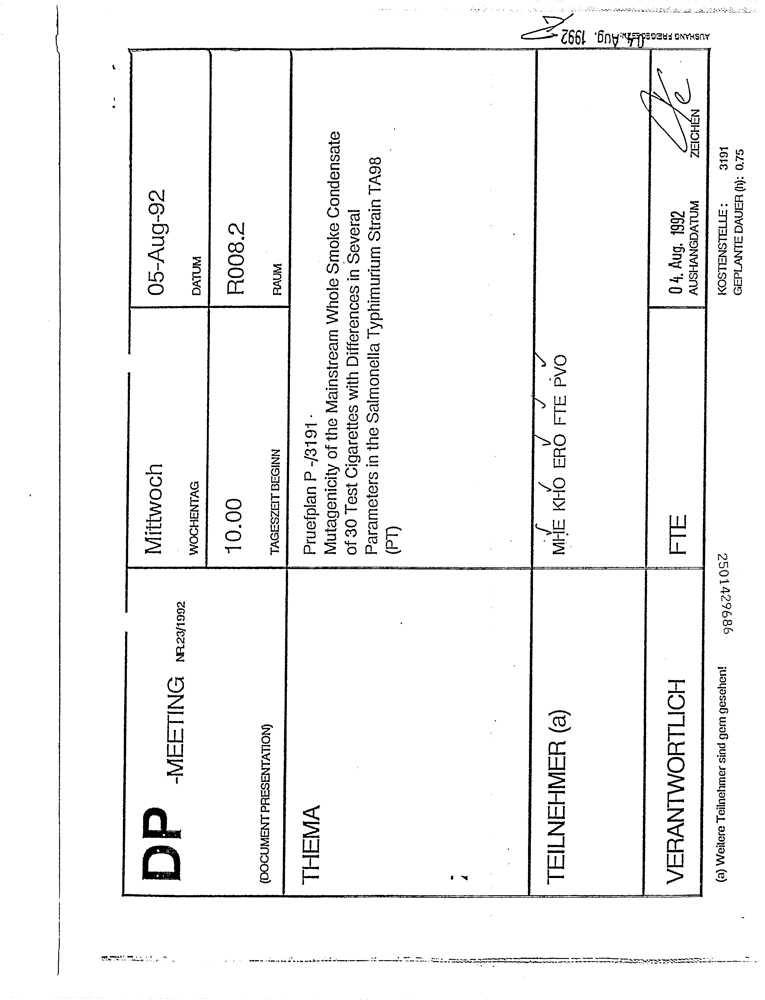 DP -MEETING NR.23/1992
(DOCUMENT PRESENTATION)
Mittwoch
WOCHENTAG
05-Aug-92
DATUM
10.00
TAGESZEIT BEGINN
R008.2
RAUM
THEMA
Pruefplan P -/3191
Mutagenicity of the Mainstream Whole Smoke Condensate
of 30 Test Cigarettes with Differences in Several
Parameters in the Salmonella Typhimurium Strain TA98
(PT)
TEILNEHMER (a)
MHE KHO ERO FTE PVO
VERANTWORTLICH
FTE
04. Aug. 1992
AUSHANGDATUM
ZEICHEN
(a) Weitere Teilnehmer sind gern gesehen!
2501429686
KOSTENSTELLE : 3191
GEPLANTE DAUER (h): 0.75
AUSHANG FREIGEGEBEN: 04. Aug. 1992